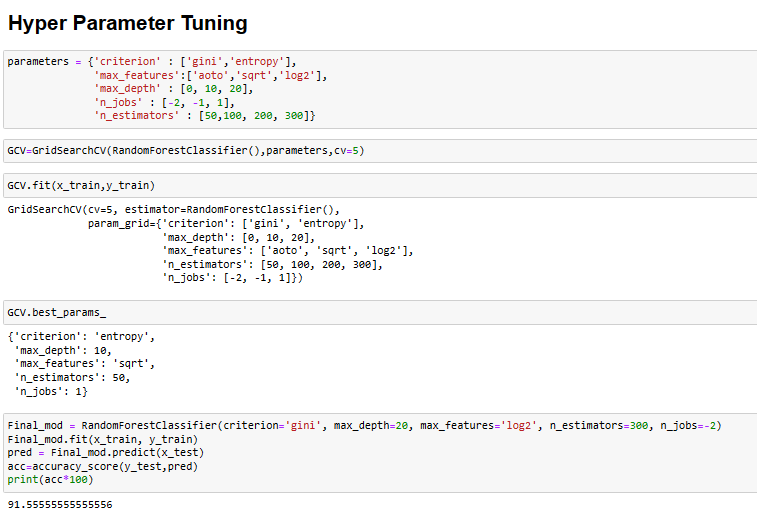 Hyper Parameter Tuning
parameters = {'criterion' : ['gini','entropy'],
'max_features':['aoto','sqrt','log2'],
'max_depth' : [0, 10, 20],
'n_jobs' : [-2, -1, 1],
'n_estimators' : [50,100, 200, 300]}
GCV=GridSearchCV(RandomForestClassifier(),parameters,cv=5)
GCV.fit(x_train,y_train)
GridSearchCV(cv=5, estimator=RandomForestClassifier(),
param_grid={'criterion': ['gini', 'entropy'],
'max_depth': [0, 10, 20],
'max_features': ['aoto', 'sqrt', 'log2'],
'n_estimators': [50, 100, 200, 300],
'n_jobs': [-2, -1, 1]})
GCV.best_params_
{'criterion': 'entropy',
'max_depth': 10,
'max_features': 'sqrt',
'n_estimators': 50,
'n_jobs': 1}
Final_mod = RandomForestClassifier(criterion='gini', max_depth=20, max_features='log2', n_estimators=300, n_jobs=-2)
Final_mod.fit(x_train, y_train)
pred = Final_mod.predict(x_test)
acc=accuracy_score(y_test,pred)
print(acc*100)
91.55555555555556